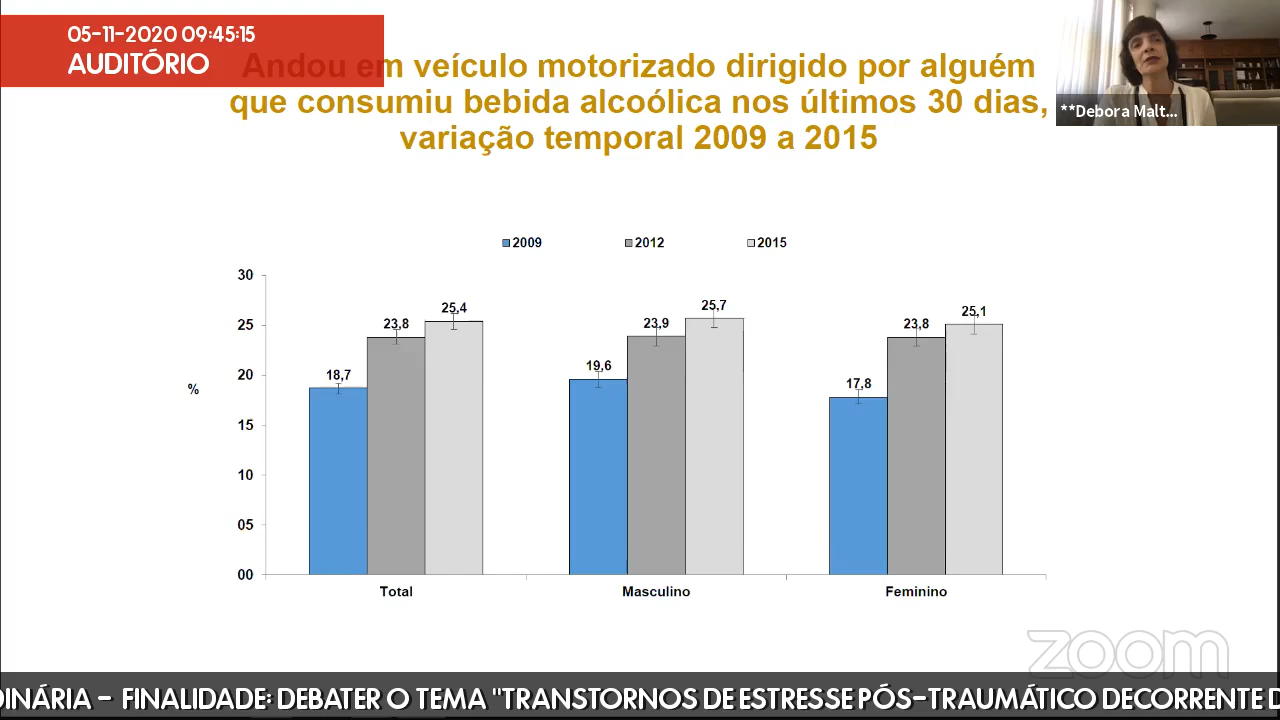 05-11-2020 09:45:15
AUDITÓRIO
Andou em veículo motorizado dirigido por alguém
que consumiu bebida alcoólica nos últimos 30 dias,
variação temporal 2009 a 2015
**Debora Malt...
2009 2012 2015
30
25
20
15
10
05
00
%
18,7 23,8 25,4
19,6 23,9 25,7
17,8 23,8 25,1
Total Masculino Feminino
zoom
DINÁRIA - FINALIDADE: DEBATER O TEMA "TRANSTORNOS DE ESTRESSE PÓS-TRAUMÁTICO DECORRENTE D